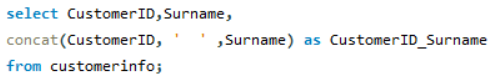 select CustomerID,Surname,
concat(CustomerID, '  ' ,Surname) as CustomerID_Surname
from customerinfo;